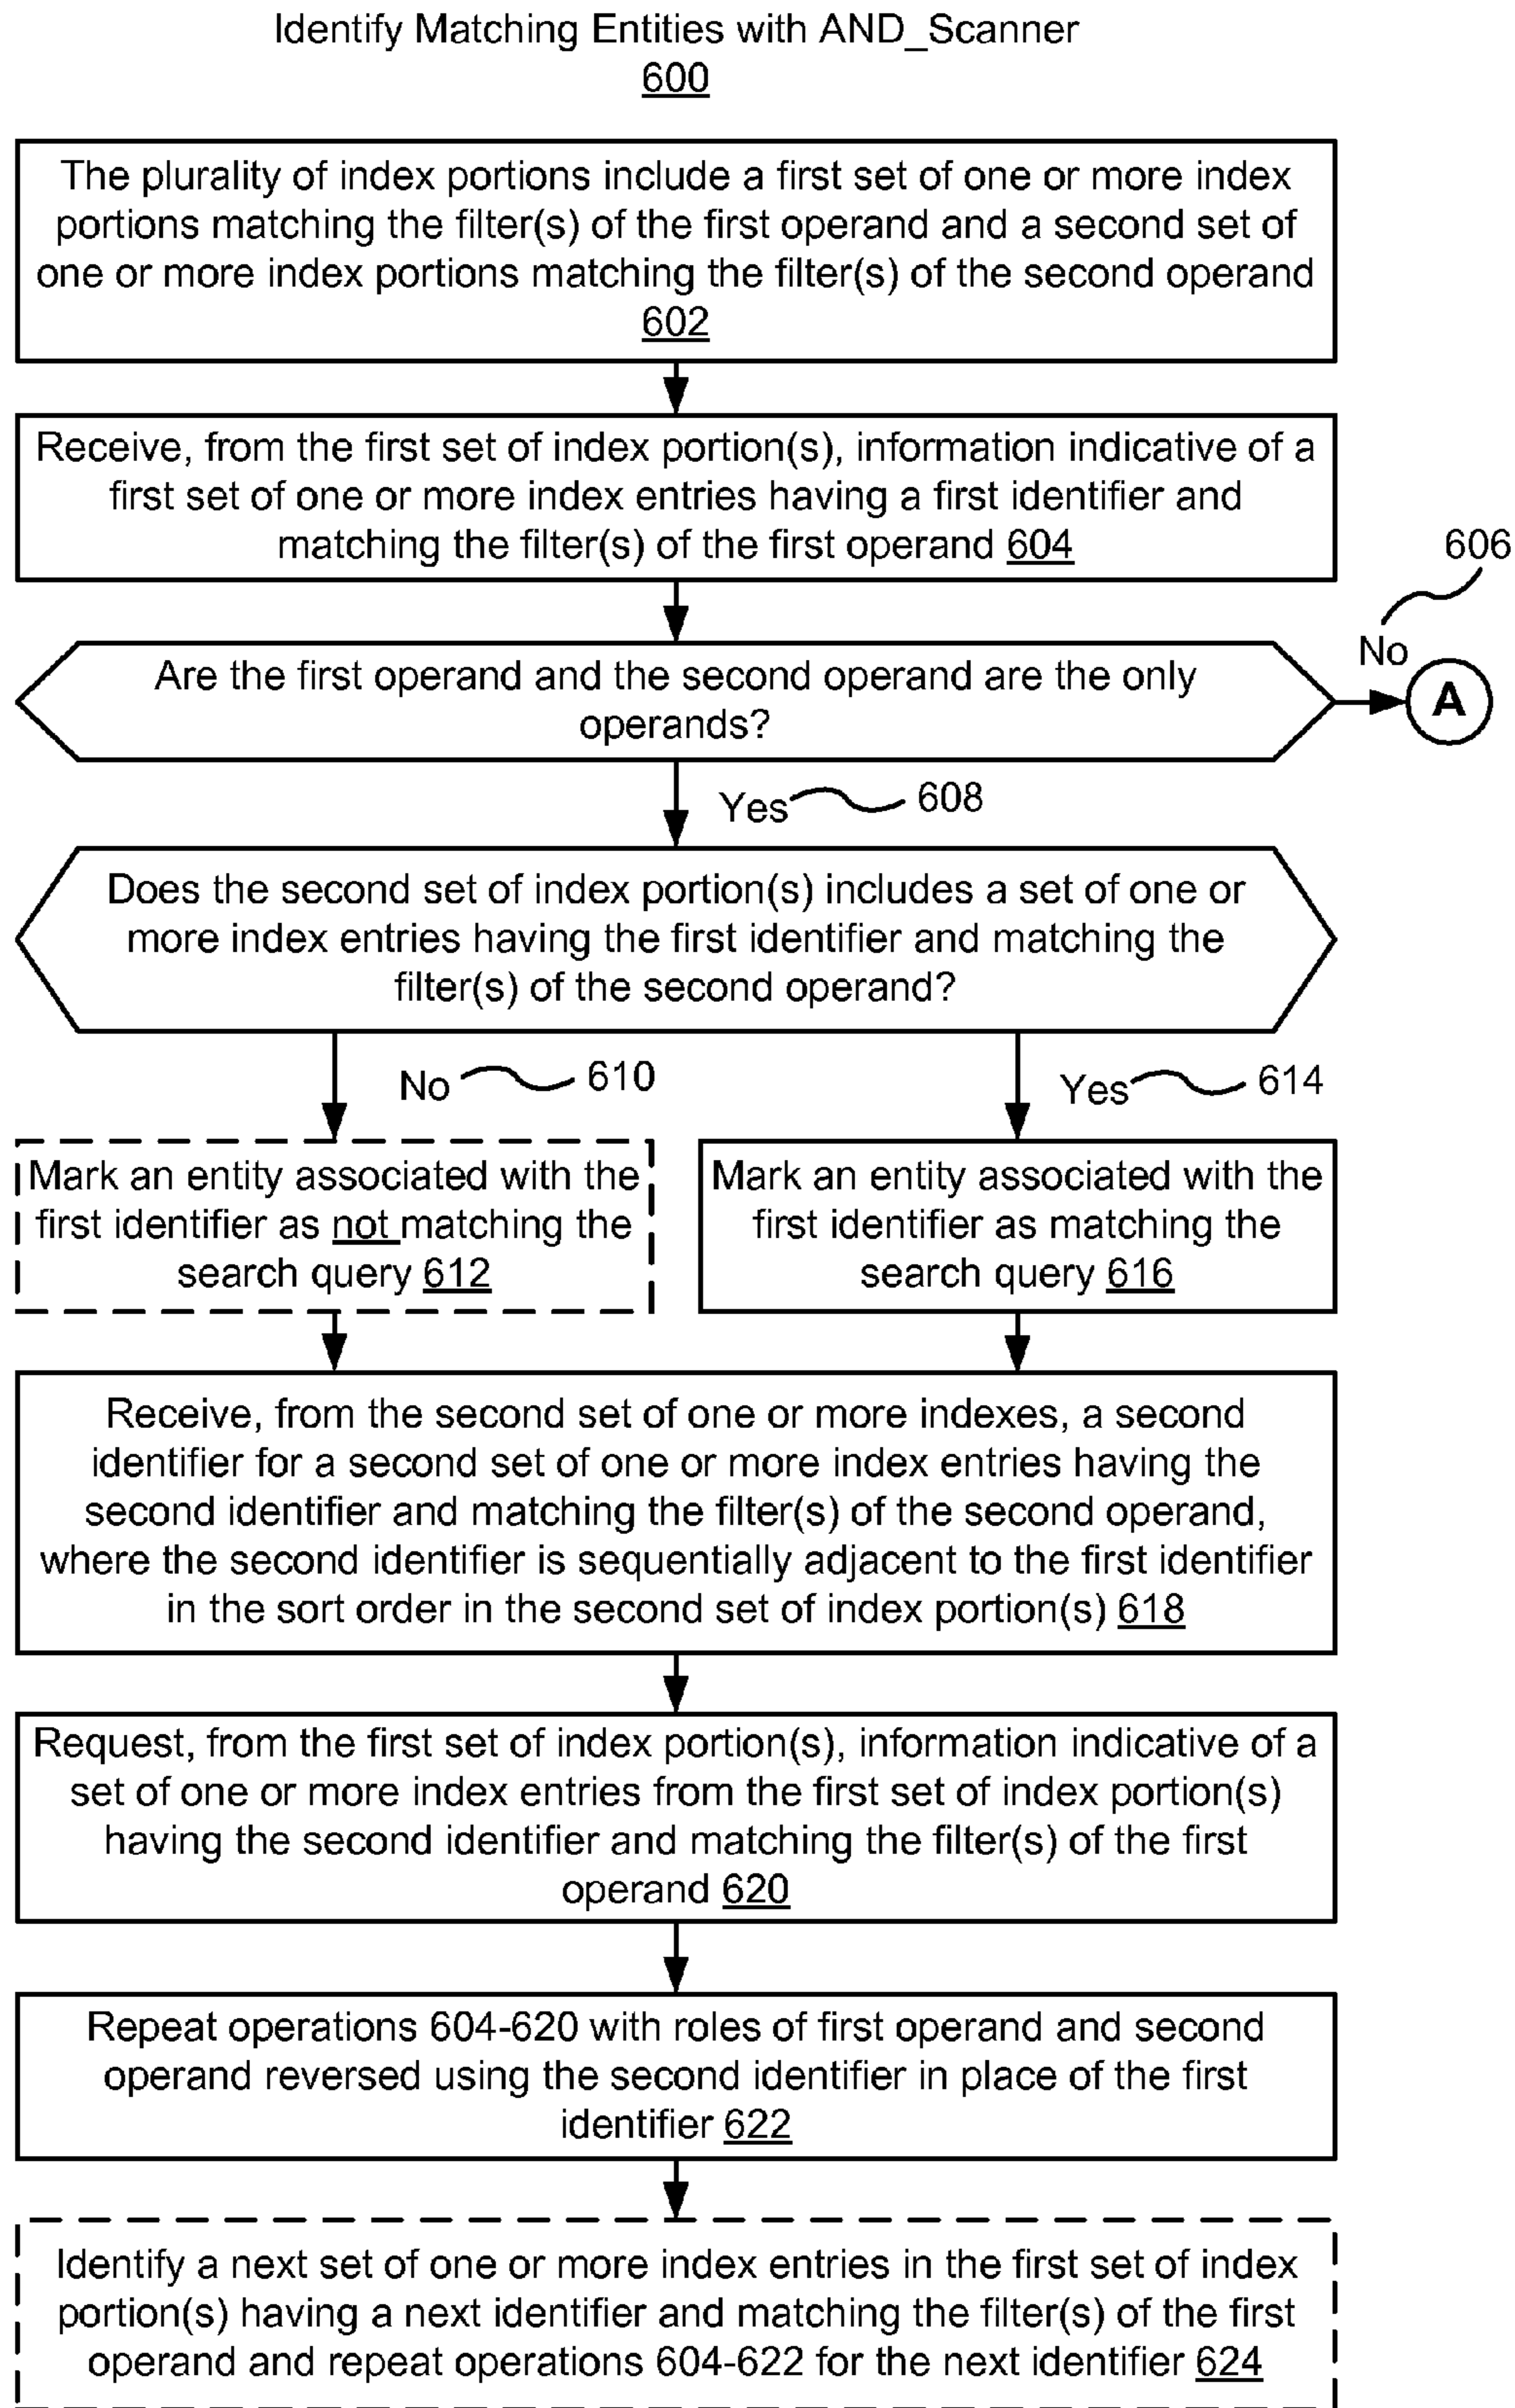 Identify Matching Entities with AND_Scanner
600
The plurality of index portions include a first set of one or more index
portions matching the filter(s) of the first operand and a second set of
one or more index portions matching the filter(s) of the second operand
602
Receive, from the first set of index portion(s), information indicative of a
first set of one or more index entries having a first identifier and
matching the filter(s) of the first operand 604
606
No
Are the first operand and the second operand are the only
operands?
A
Yes 608
Does the second set of index portion(s) includes a set of one or
more index entries having the first identifier and matching the
filter(s) of the second operand?
No 610
Yes 614
Mark an entity associated with the
first identifier as not matching the
search query 612
Mark an entity associated with the
first identifier as matching the
search query 616
Receive, from the second set of one or more indexes, a second
identifier for a second set of one or more index entries having the
second identifier and matching the filter(s) of the second operand,
where the second identifier is sequentially adjacent to the first identifier
in the sort order in the second set of index portion(s) 618
Request, from the first set of index portion(s), information indicative of a
set of one or more index entries from the first set of index portion(s)
having the second identifier and matching the filter(s) of the first
operand 620
Repeat operations 604-620 with roles of first operand and second
operand reversed using the second identifier in place of the first
identifier 622
Identify a next set of one or more index entries in the first set of index
portion(s) having a next identifier and matching the filter(s) of the first
operand and repeat operations 604-622 for the next identifier 624